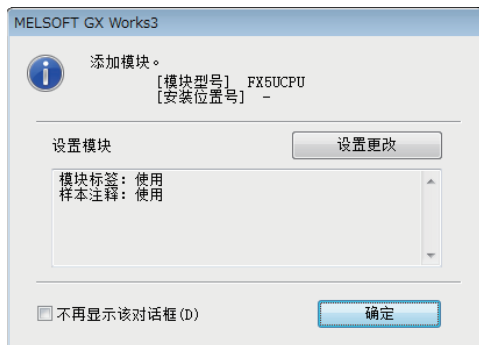 MELSOFT GX Works3
添加模块。
[模块型号] FX5UCPU
[安装位置号] -
设置模块
设置更改
模块标签: 使用
样本注释: 使用
不再显示该对话框(D)
确定